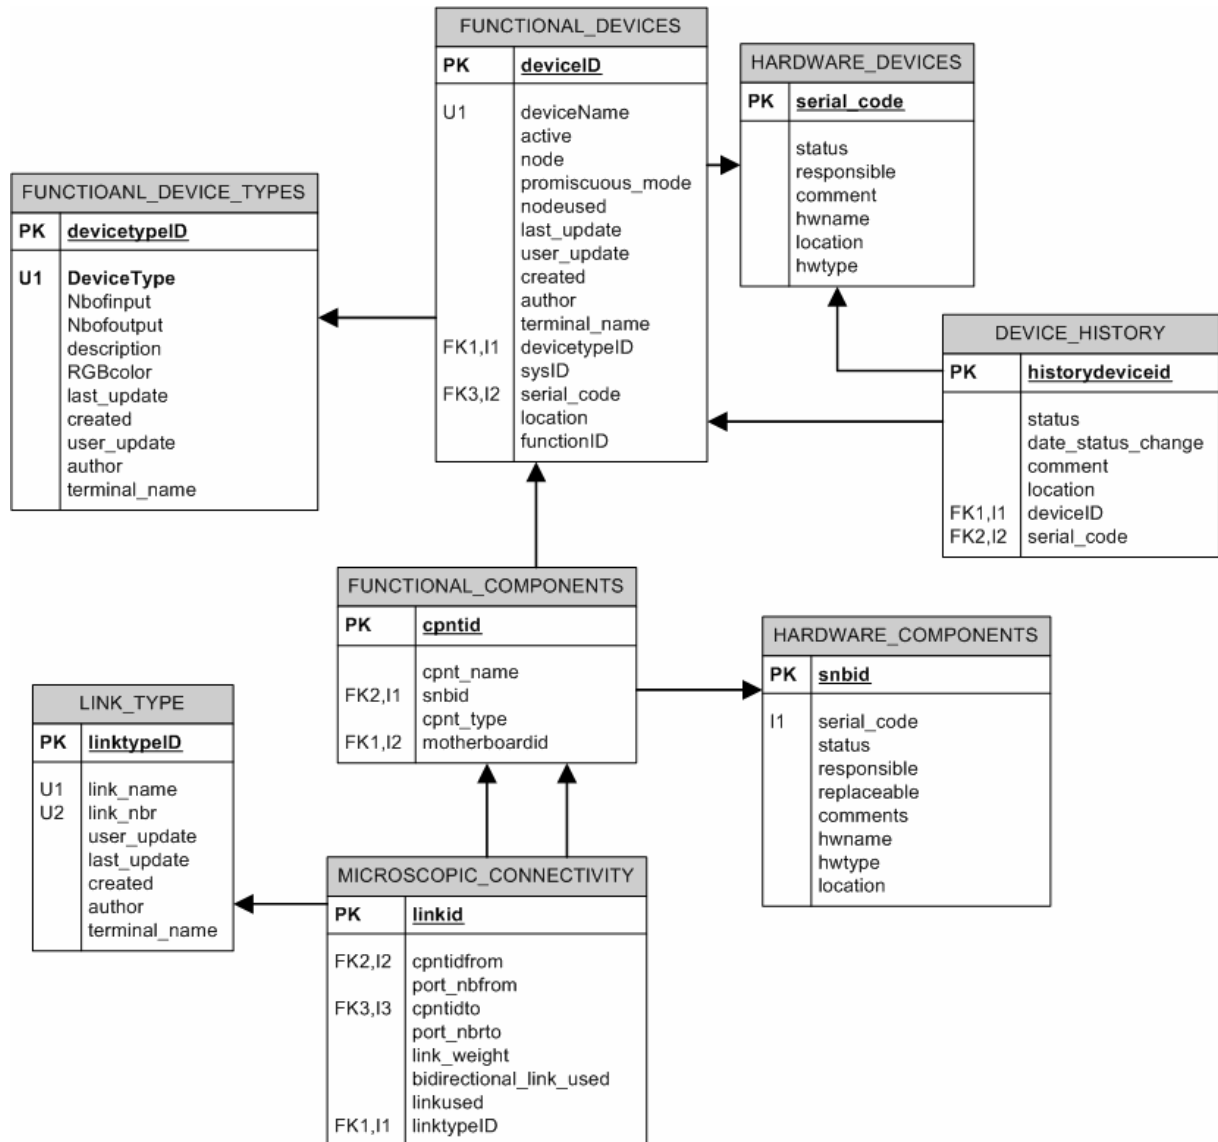 FUNCTIONAL_DEVICES
PK deviceID
U1 deviceName
active
node
promiscuous_mode
nodeused
last_update
user_update
created
author
terminal_name
FK1,I1 devicetypeID
sysID
FK3,I2 serial_code
location
functionID
HARDWARE_DEVICES
PK serial_code
status
responsible
comment
hwname
location
hwtype
FUNCTIOANL_DEVICE_TYPES
PK devicetypeID
U1 DeviceType
Nbofinput
Nbofoutput
description
RGBcolor
last_update
created
user_update
author
terminal_name
DEVICE_HISTORY
PK historydeviceid
status
date_status_change
comment
location
FK1,I1 deviceID
FK2,I2 serial_code
FUNCTIONAL_COMPONENTS
PK cpntid
cpnt_name
FK2,I1 snbid
cpnt_type
FK1,I2 motherboardid
HARDWARE_COMPONENTS
PK snbid
I1 serial_code
status
responsible
replaceable
comments
hwname
hwtype
location
LINK_TYPE
PK linktypeID
U1 link_name
U2 link_nbr
user_update
last_update
created
author
terminal_name
MICROSCOPIC_CONNECTIVITY
PK linkid
FK2,I2 cpntidfrom
port_nbfrom
FK3,I3 cpntidto
port_nbrto
link_weight
bidirectional_link_used
linkused
FK1,I1 linktypeID